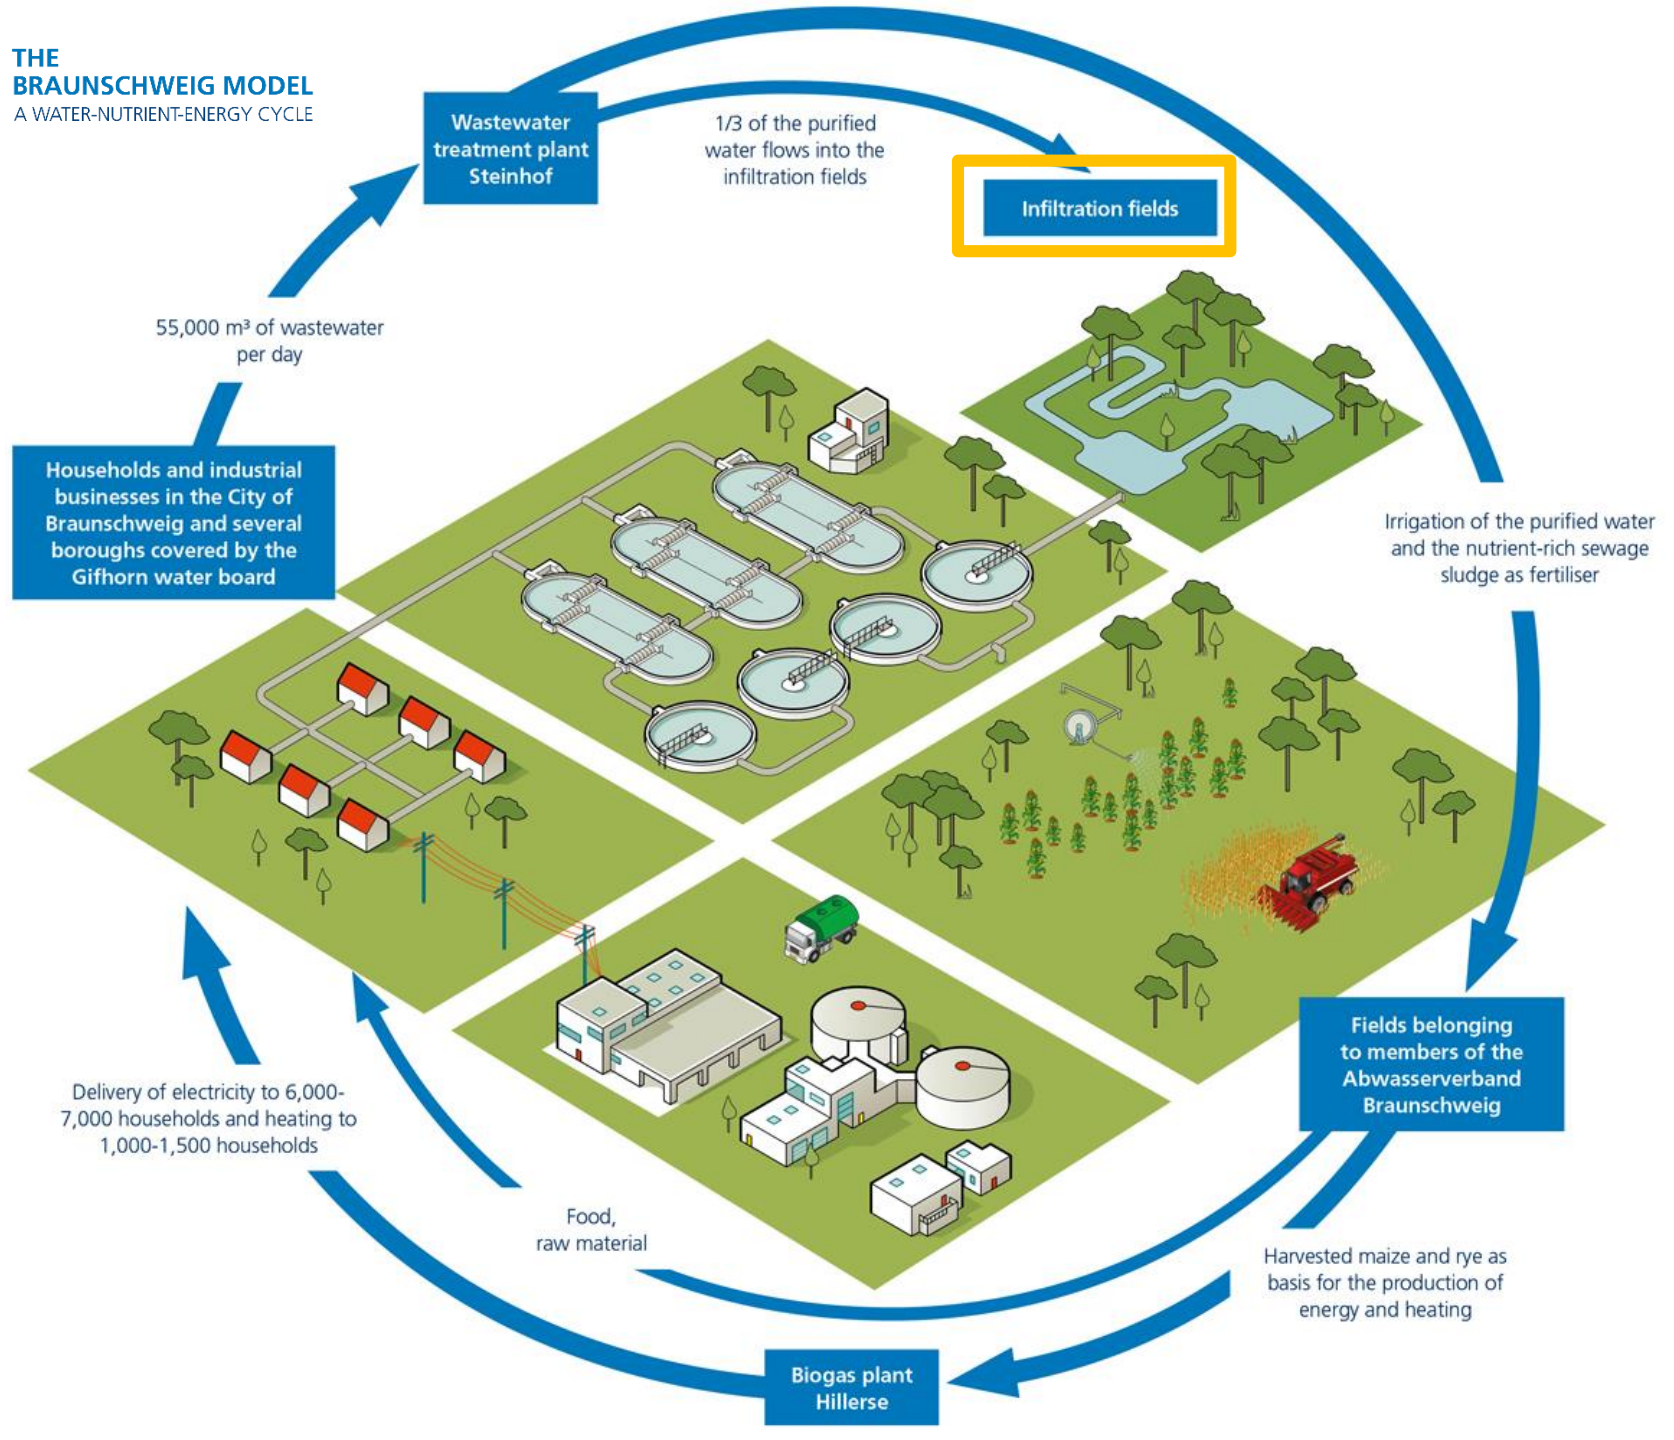 THE
BRAUNSCHWEIG MODEL
A WATER-NUTRIENT-ENERGY CYCLE
Wastewater
treatment plant
Steinhof
1/3 of the purified
water flows into the
infiltration fields
Infiltration fields
55,000 m³ of wastewater
per day
Households and industrial
businesses in the City of
Braunschweig and several
boroughs covered by the
Gifhorn water board
Irrigation of the purified water
and the nutrient-rich sewage
sludge as fertiliser
Fields belonging
to members of the
Abwasserverband
Braunschweig
Delivery of electricity to 6,000-
7,000 households and heating to
1,000-1,500 households
Food,
raw material
Harvested maize and rye as
basis for the production of
energy and heating
Biogas plant
Hillerse